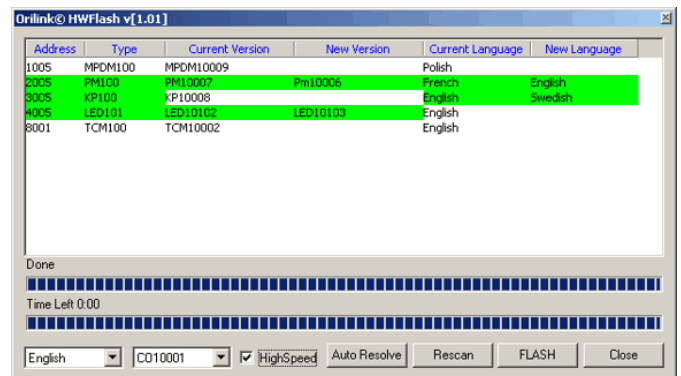 Orilink© HWFlash v[1.01]
Address Type Current Version New Version Current Language New Language
1005 MPDM100 MPDM10009 Polish
2005 PM100 PM10007 Pm10006 French English
3005 KP100 KP10008 English Swedish
4005 LED101 LED10102 LED10103 English
8001 TCM100 TCM10002 English
Done
Time Left 0:00
English CO10001 HighSpeed Auto Resolve Rescan FLASH Close